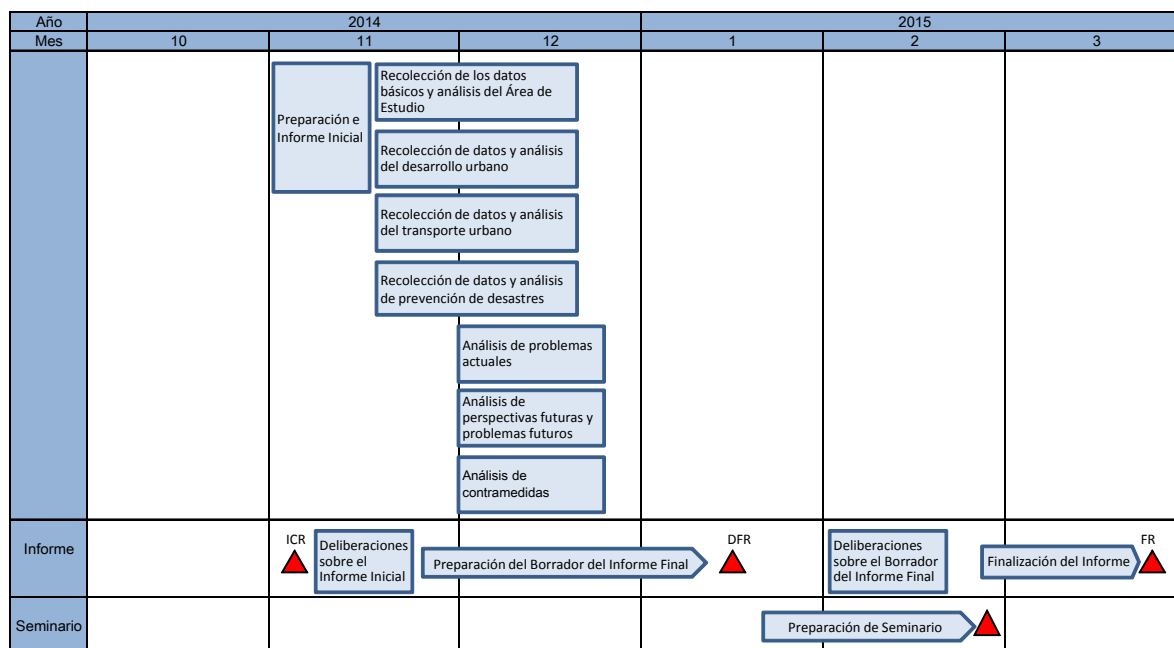 Año 2014 2015
Mes 10 11 12 1 2 3
Preparación e
Informe Inicial
Recolección de los datos
básicos y análisis del Área de
Estudio
Recolección de datos y análisis
del desarrollo urbano
Recolección de datos y análisis
del transporte urbano
Recolección de datos y análisis
de prevención de desastres
Análisis de problemas
actuales
Análisis de
perspectivas futuras y
problemas futuros
Análisis de
contramedidas
Informe
ICR
Deliberaciones
sobre el
Informe Inicial
Preparación del Borrador del Informe Final
DFR
Deliberaciones
sobre el Borrador
del Informe Final
Finalización del Informe
FR
Seminario
Preparación de Seminario